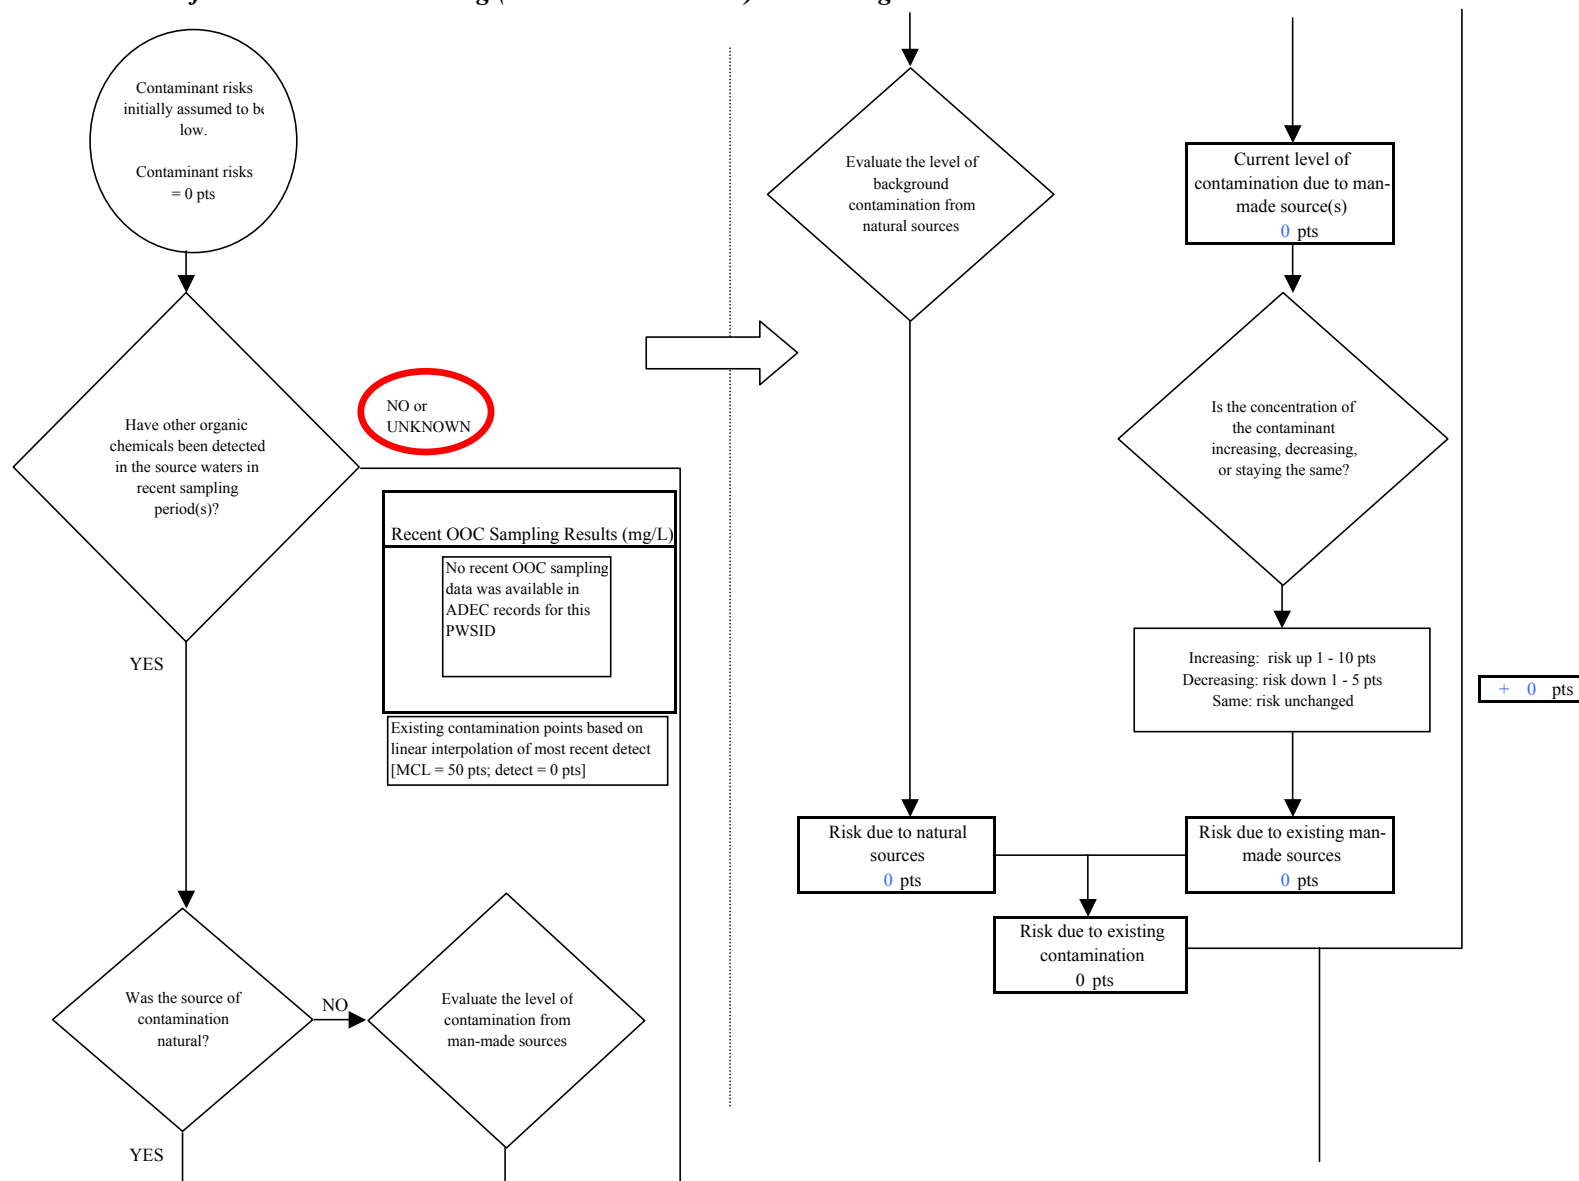 Contaminant risks
initially assumed to be
low.
Contaminant risks
= 0 pts
Have other organic
chemicals been detected
in the source waters in
recent sampling
period(s)?
NO or
UNKNOWN
Recent OOC Sampling Results (mg/L)
No recent OOC sampling
data was available in
ADEC records for this
PWSID
YES
Existing contamination points based on
linear interpolation of most recent detect
[MCL = 50 pts; detect = 0 pts]
Was the source of
contamination
natural?
NO
Evaluate the level of
contamination from
man-made sources
YES
Evaluate the level of
background
contamination from
natural sources
Current level of
contamination due to man-
made source(s)
0 pts
Is the concentration of
the contaminant
increasing, decreasing,
or staying the same?
Increasing: risk up 1 - 10 pts
Decreasing: risk down 1 - 5 pts
Same: risk unchanged
+ 0 pts
Risk due to natural
sources
0 pts
Risk due to existing man-
made sources
0 pts
Risk due to existing
contamination
0 pts